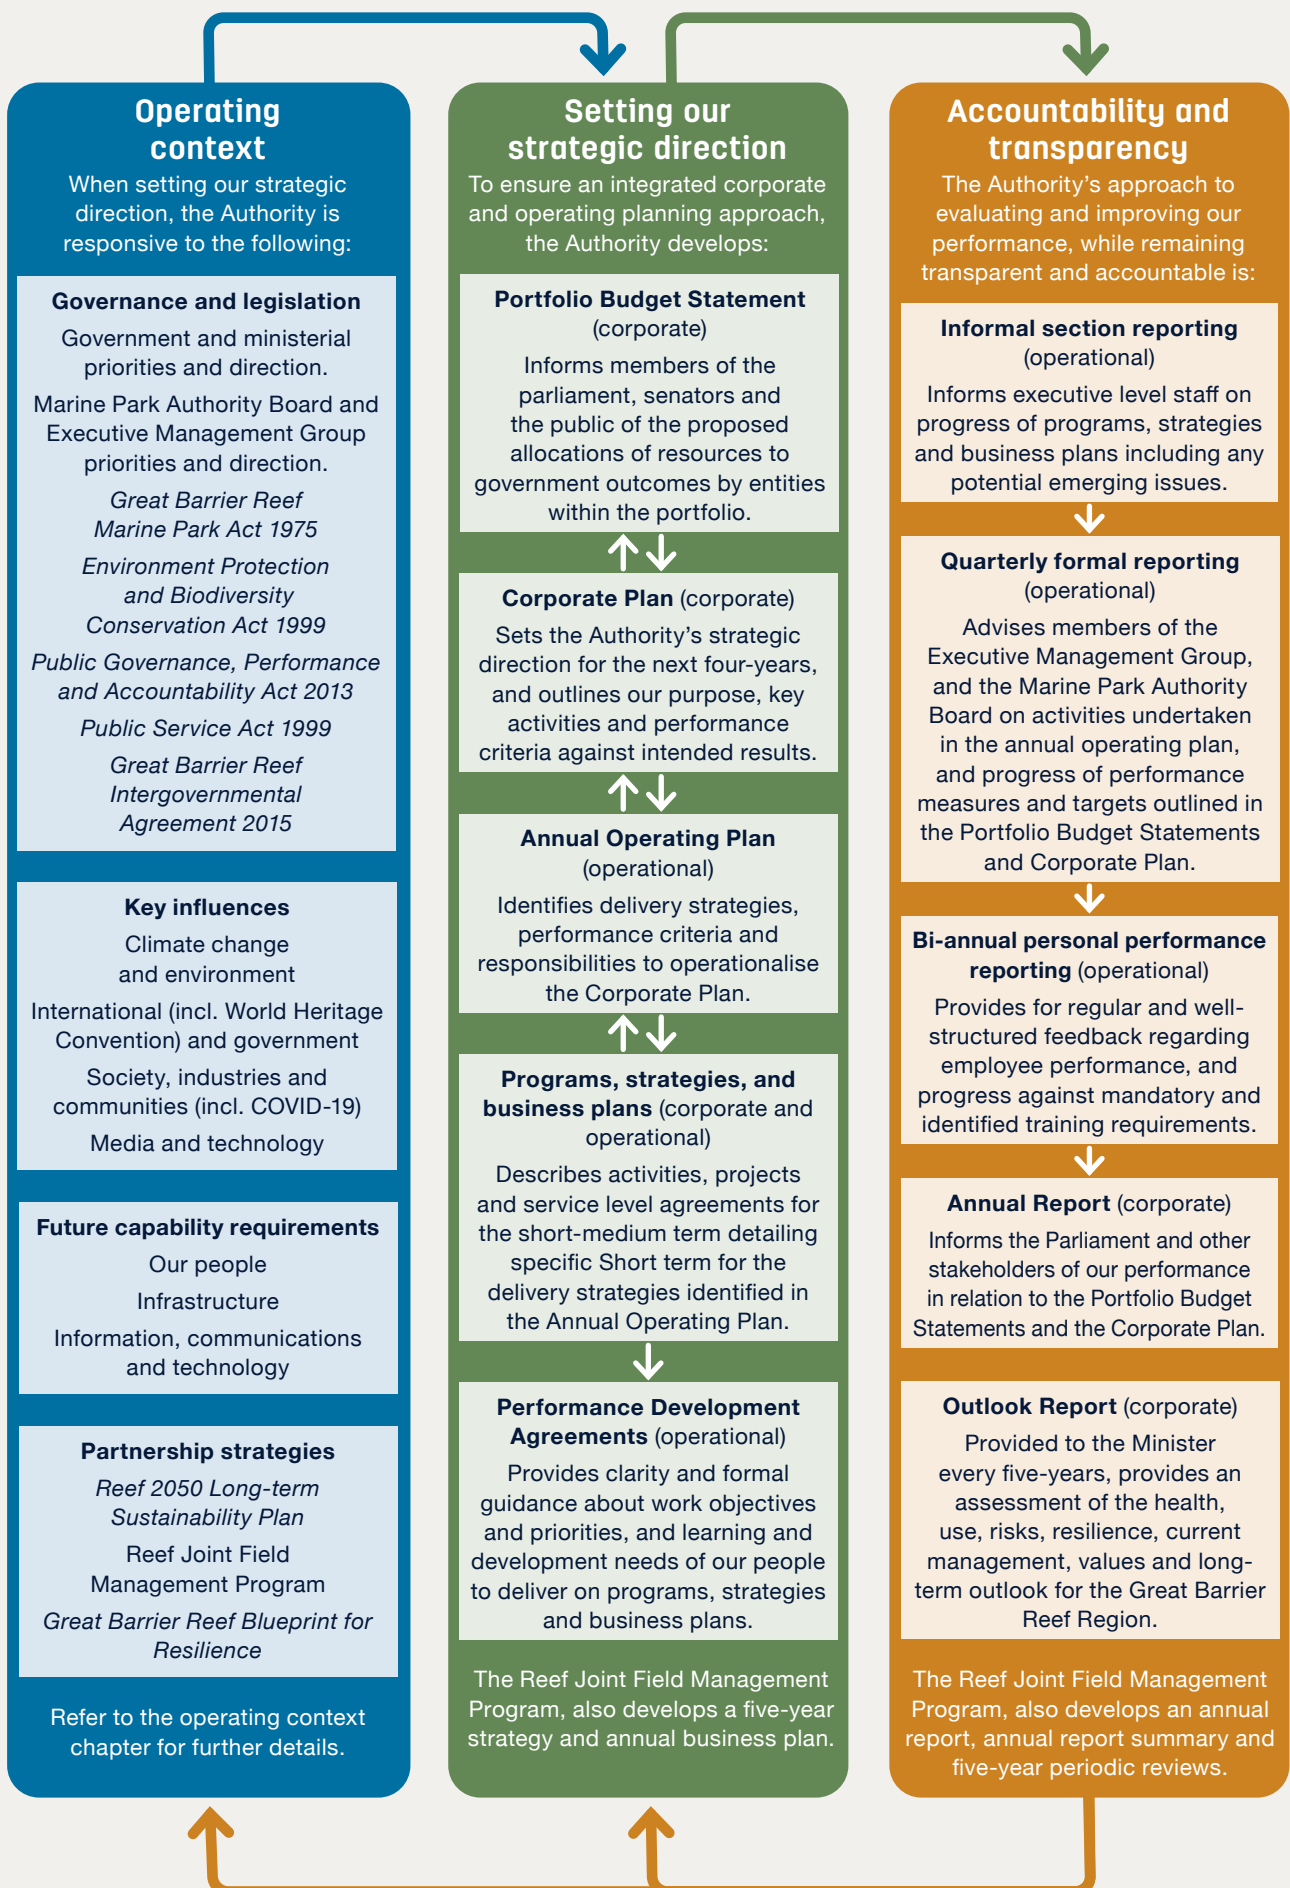 Operating
context
When setting our strategic
direction, the Authority is
responsive to the following:
Governance and legislation
Government and ministerial
priorities and direction.
Marine Park Authority Board and
Executive Management Group
priorities and direction.
Great Barrier Reef
Marine Park Act 1975
Environment Protection
and Biodiversity
Conservation Act 1999
Public Governance, Performance
and Accountability Act 2013
Public Service Act 1999
Great Barrier Reef
Intergovernmental
Agreement 2015
Key influences
Climate change
and environment
International (incl. World Heritage
Convention) and government
Society, industries and
communities (incl. COVID-19)
Media and technology
Future capability requirements
Our people
Infrastructure
Information, communications
and technology
Partnership strategies
Reef 2050 Long-term
Sustainability Plan
Reef Joint Field
Management Program
Great Barrier Reef Blueprint for
Resilience
Refer to the operating context
chapter for further details.
Setting our
strategic direction
To ensure an integrated corporate
and operating planning approach,
the Authority develops:
Portfolio Budget Statement
(corporate)
Informs members of the
parliament, senators and
the public of the proposed
allocations of resources to
government outcomes by entities
within the portfolio.
Corporate Plan (corporate)
Sets the Authority's strategic
direction for the next four-years,
and outlines our purpose, key
activities and performance
criteria against intended results.
Annual Operating Plan
(operational)
Identifies delivery strategies,
performance criteria and
responsibilities to operationalise
the Corporate Plan.
Programs, strategies, and
business plans (corporate and
operational)
Describes activities, projects
and service level agreements for
the short-medium term detailing
specific Short term for the
delivery strategies identified in
the Annual Operating Plan.
Performance Development
Agreements (operational)
Provides clarity and formal
guidance about work objectives
and priorities, and learning and
development needs of our people
to deliver on programs, strategies
and business plans.
The Reef Joint Field Management
Program, also develops a five-year
strategy and annual business plan.
Accountability and
transparency
The Authority's approach to
evaluating and improving our
performance, while remaining
transparent and accountable is:
Informal section reporting
(operational)
Informs executive level staff on
progress of programs, strategies
and business plans including any
potential emerging issues.
Quarterly formal reporting
(operational)
Advises members of the
Executive Management Group,
and the Marine Park Authority
Board on activities undertaken
in the annual operating plan,
and progress of performance
measures and targets outlined in
the Portfolio Budget Statements
and Corporate Plan.
Bi-annual personal performance
reporting (operational)
Provides for regular and well-
structured feedback regarding
employee performance, and
progress against mandatory and
identified training requirements.
Annual Report (corporate)
Informs the Parliament and other
stakeholders of our performance
in relation to the Portfolio Budget
Statements and the Corporate Plan.
Outlook Report (corporate)
Provided to the Minister
every five-years, provides an
assessment of the health,
use, risks, resilience, current
management, values and long-
term outlook for the Great Barrier
Reef Region.
The Reef Joint Field Management
Program, also develops an annual
report, annual report summary and
five-year periodic reviews.